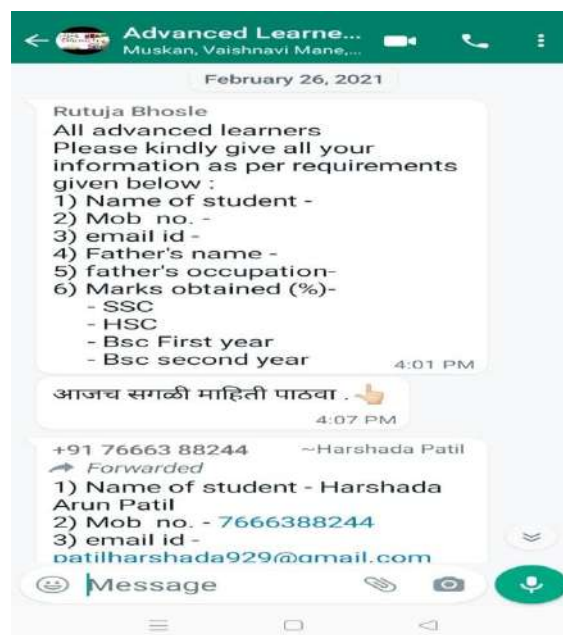 Advanced Learne...
Muskan, Vaishnavi Mane,...
February 26, 2021
Rutuja Bhosle
All advanced learners
Please kindly give all your
information as per requirements
given below :
1) Name of student -
2) Mob no. -
3) email id -
4) Father's name -
5) father's occupation-
6) Marks obtained (%)-
- SSC
- HSC
- Bsc First year
- Bsc second year
4:01 PM
आजच सगळी माहिती पाठवा . 👆🏻
4:07 PM
+91 76663 88244 ~Harshada Patil
Forwarded
1) Name of student - Harshada
Arun Patil
2) Mob no. - 7666388244
3) email id -
patilharshada929@gmail.com
Message